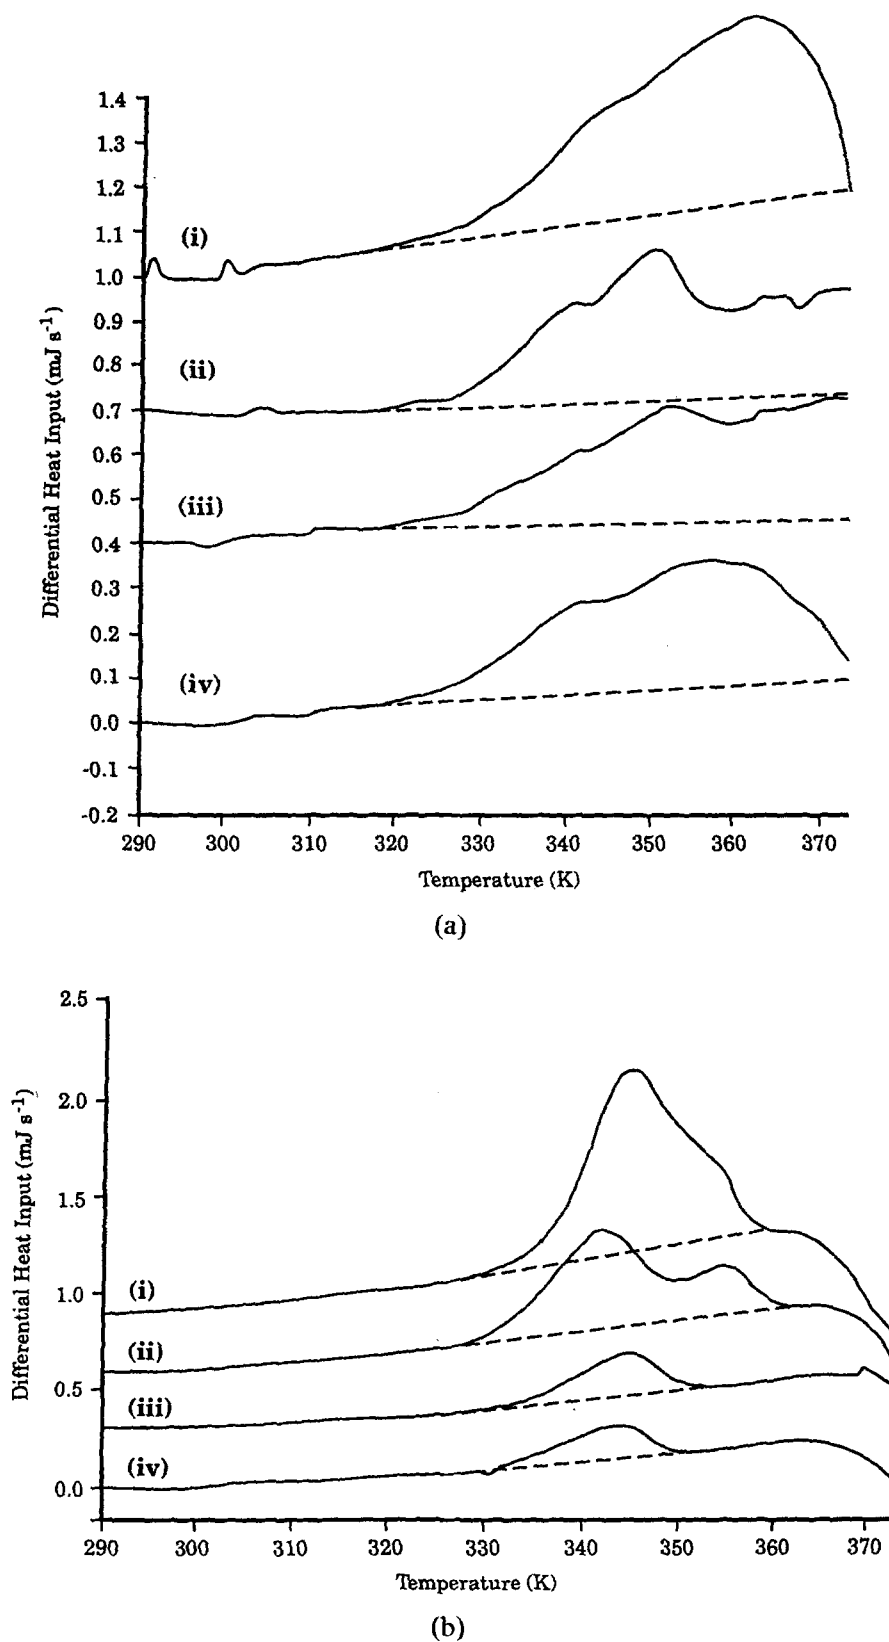 1.4
1.3
1.2
1.1
1.0
0.9
0.8
0.7
0.6
0.5
0.4
0.3
0.2
0.1
0.0
-0.1
-0.2
Differential Heat Input (mJ s⁻¹)
(i)
(ii)
(iii)
(iv)
290 300 310 320 330 340 350 360 370
Temperature (K)
(a)
2.5
2.0
1.5
1.0
0.5
0.0
Differential Heat Input (mJ s⁻¹)
(i)
(ii)
(iii)
(iv)
290 300 310 320 330 340 350 360 370
Temperature (K)
(b)